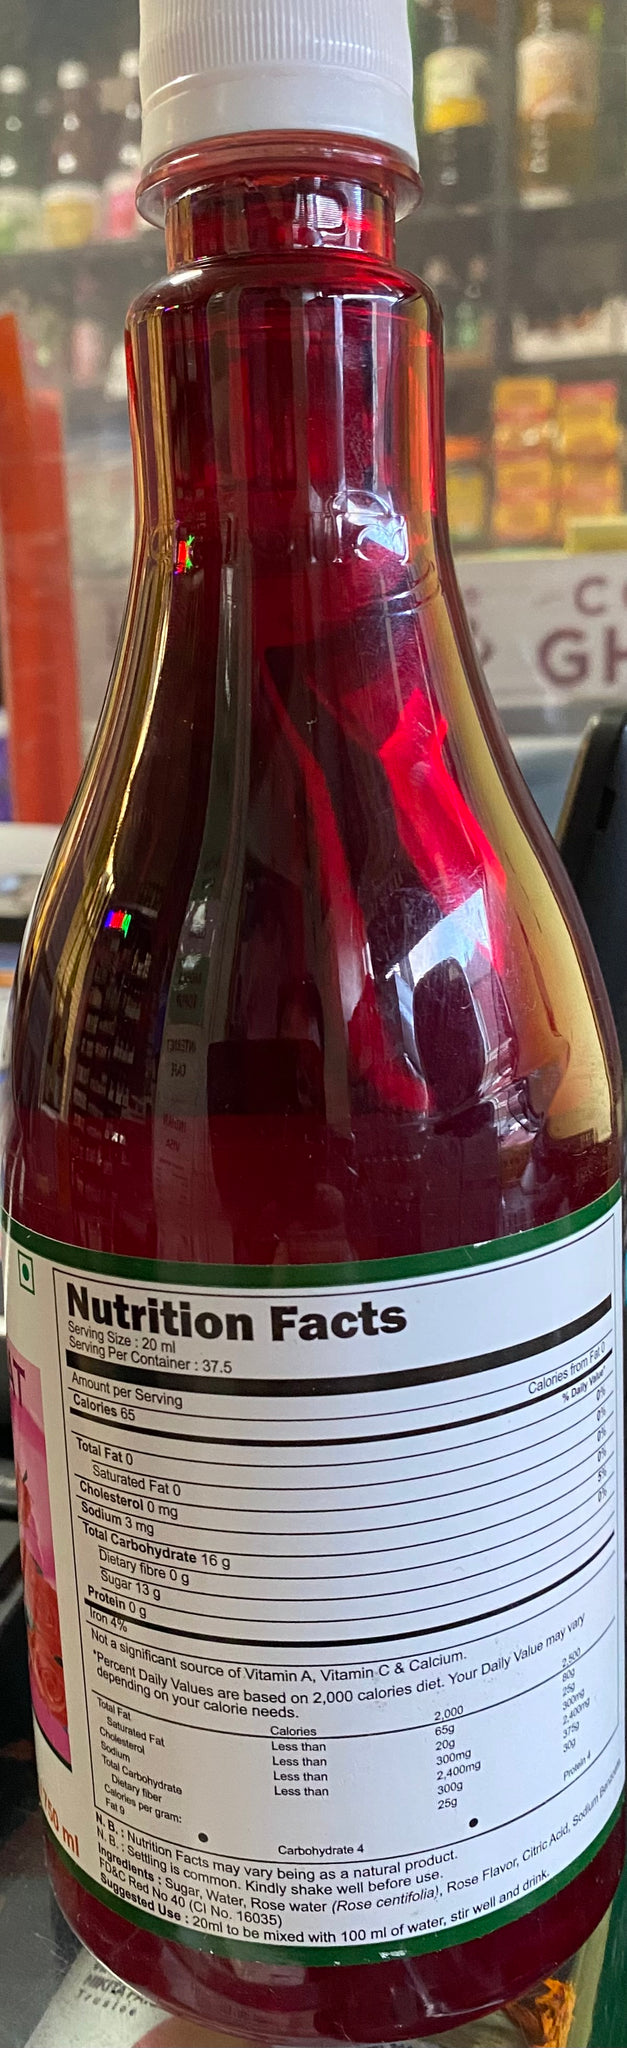 C
GH
INTERNET
CAFE
VISA
Nutrition Facts
Serving Size : 20 ml
Serving Per Container : 37.5
Amount per Serving
Calories 65 Calories from Fat 0
% Daily Value*
Total Fat 0 0%
Saturated Fat 0 0%
Cholesterol 0 mg 0%
Sodium 3 mg 0%
Total Carbohydrate 16 g 5%
Dietary fibre 0 g 0%
Sugar 13 g
Protein 0 g
Iron 4%
Not a significant source of Vitamin A, Vitamin C & Calcium.
*Percent Daily Values are based on 2,000 calories diet. Your Daily Value may vary
depending on your calorie needs.
Calories 2,000 2,500
Total Fat Less than 65g 80g
Saturated Fat Less than 20g 25g
Cholesterol Less than 300mg 300mg
Sodium Less than 2,400mg 2,400mg
Total Carbohydrate 300g 375g
Dietary fiber 25g 30g
Calories per gram:
Fat 9 ● Carbohydrate 4 ● Protein 4
N. B. : Nutrition Facts may vary being as a natural product.
N. B. : Settling is common. Kindly shake well before use.
Ingredients : Sugar, Water, Rose water (Rose centifolia), Rose Flavor, Citric Acid, Sodium
FD&C Red No 40 (CI No. 16035)
Suggested Use : 20ml to be mixed with 100 ml of water, stir well and drink.
750 ml
Trustee